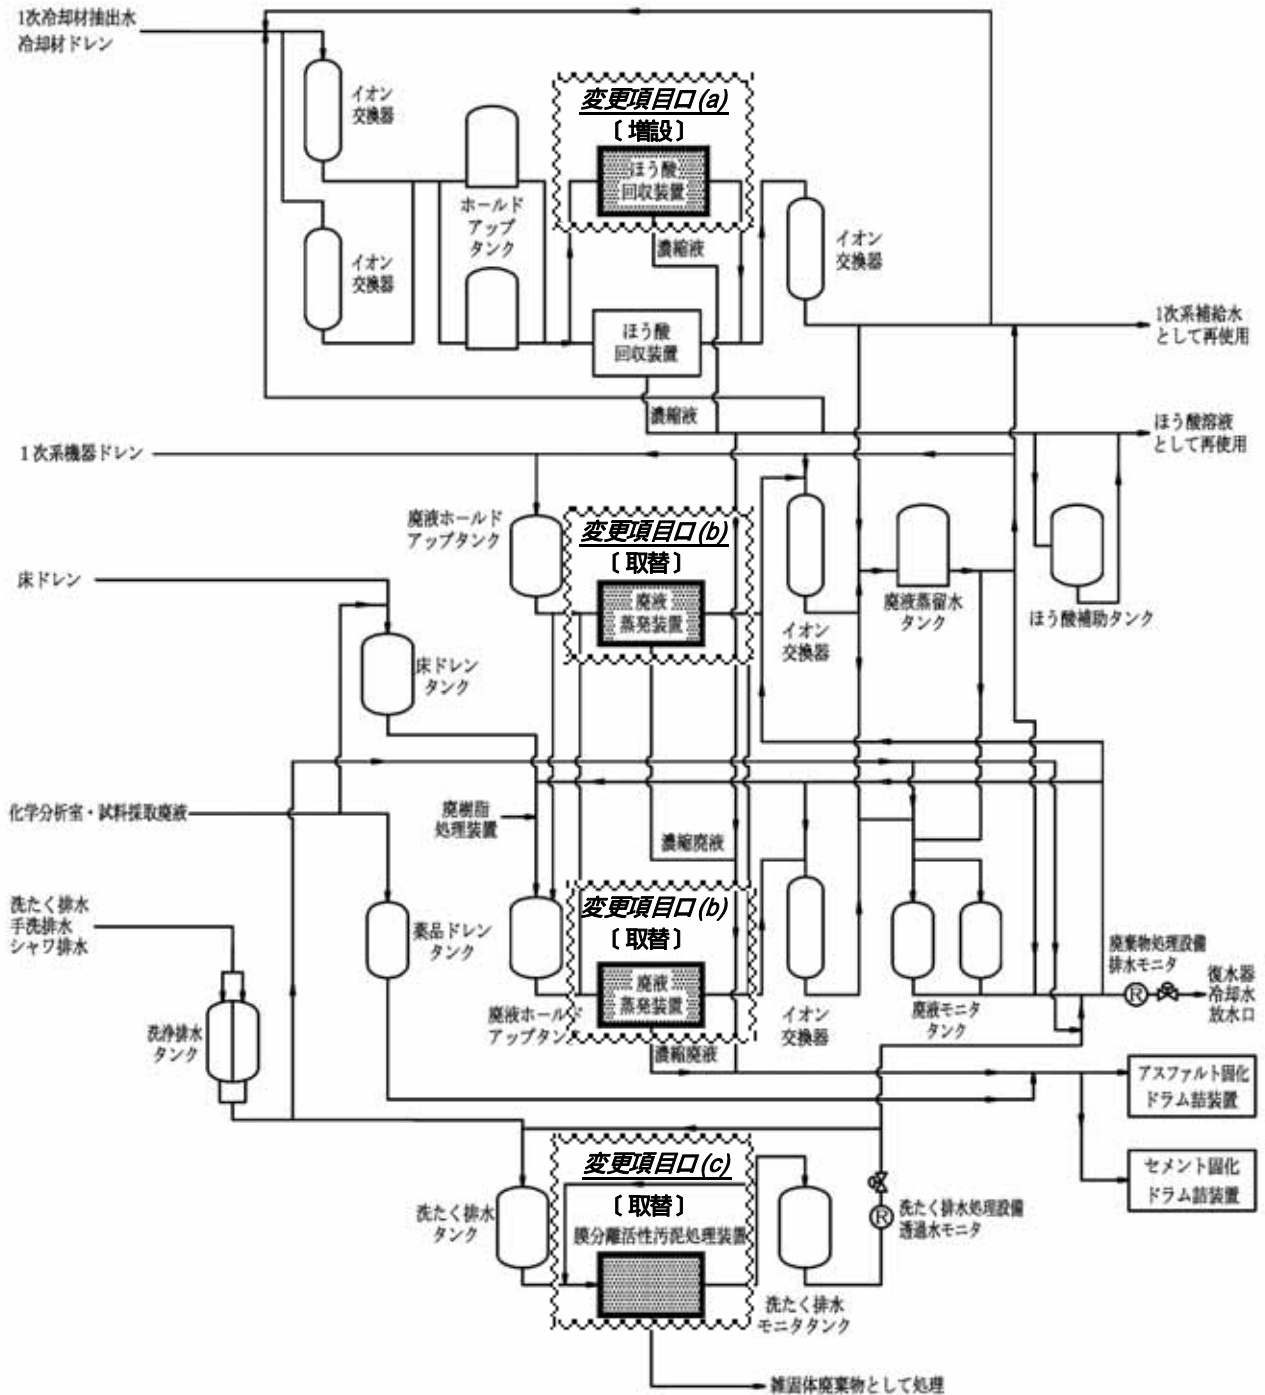 1次冷却材抽出水
冷却材ドレン
イオン
交換器
変更項目ロ(a)
〔増設〕
ほう酸
回収装置
ホールド
アップ
タンク
濃縮液
イオン
交換器
イオン
交換器
ほう酸
回収装置
1次系補給水
として再使用
濃縮液
ほう酸溶液
として再使用
1次系機器ドレン
廃液ホールド
アップタンク
変更項目ロ(b)
〔取替〕
廃液
蒸発装置
床ドレン
廃液蒸留水
タンク
ほう酸補助タンク
イオン
交換器
床ドレン
タンク
化学分析室・試料採取廃液
廃樹脂
処理装置
濃縮廃液
洗たく排水
手洗排水
シャワ排水
変更項目ロ(b)
〔取替〕
廃液
蒸発装置
薬品ドレン
タンク
廃棄物処理設備
排水モニタ
R
復水器
冷却水
放水口
洗浄排水
タンク
廃液ホールド
アップタンク
イオン
交換器
廃液モニタ
タンク
濃縮廃液
アスファルト固化
ドラム詰装置
変更項目ロ(c)
〔取替〕
膜分離活性汚泥処理装置
セメント固化
ドラム詰装置
洗たく排水
タンク
R
洗たく排水処理設備
透過水モニタ
洗たく排水
モニタタンク
雑固体廃棄物として処理